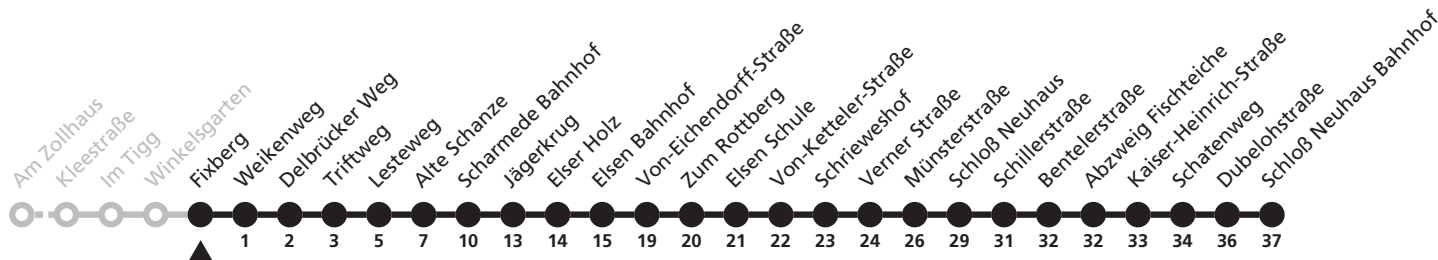 Am Zollhaus
Kleestraße
Im Tigg
Winkelsgarten
Fixberg
Weikenweg
Delbrücker Weg
Triftweg
Lesteweg
Alte Schanze
Scharmede Bahnhof
Jägerkrug
Elser Holz
Elsen Bahnhof
Von-Eichendorff-Straße
Zum Rottberg
Elsen Schule
Von-Ketteler-Straße
Schrieweshof
Verner Straße
Münsterstraße
Schloß Neuhaus
Schillerstraße
Bentelerstraße
Abzweig Fischteiche
Kaiser-Heinrich-Straße
Schatenweg
Dubelohstraße
Schloß Neuhaus Bahnhof
1 2 3 5 7 10 13 14 15 19 20 21 22 23 24 26 29 31 32 32 33 34 36 37